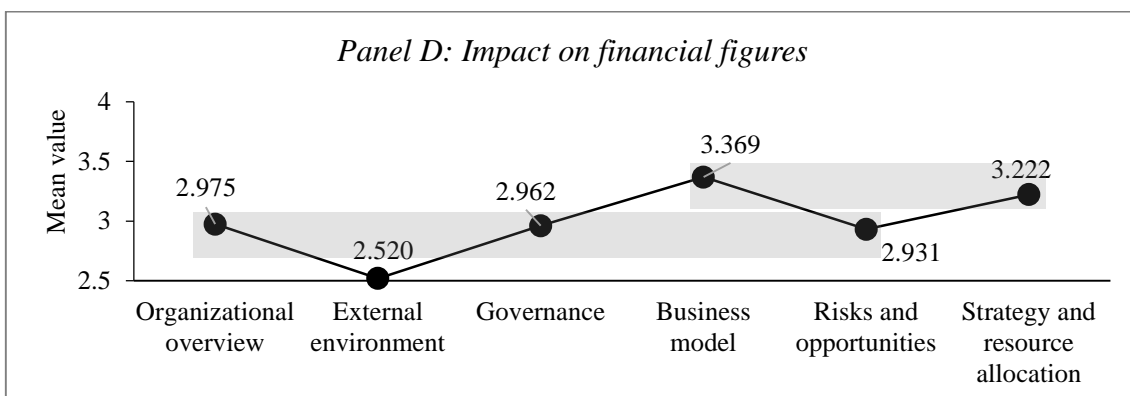 Panel D: Impact on financial figures
Mean value
4
3.5
3
2.5
2.975
2.520
2.962
3.369
2.931
3.222
Organizational
overview
External
environment
Governance
Business
model
Risks and
opportunities
Strategy and
resource
allocation